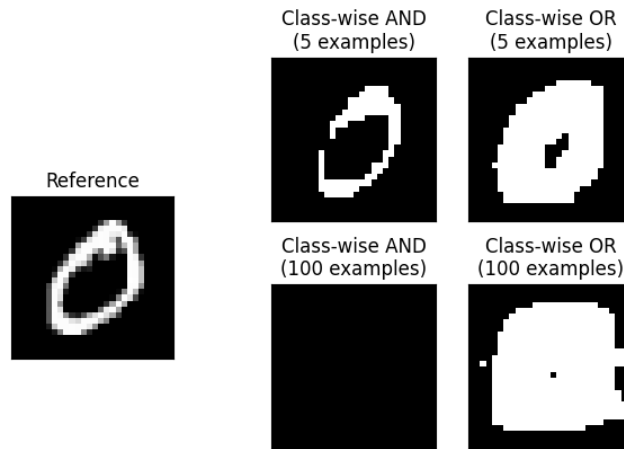 Class-wise AND
(5 examples)
Class-wise OR
(5 examples)
Reference
Class-wise AND
(100 examples)
Class-wise OR
(100 examples)